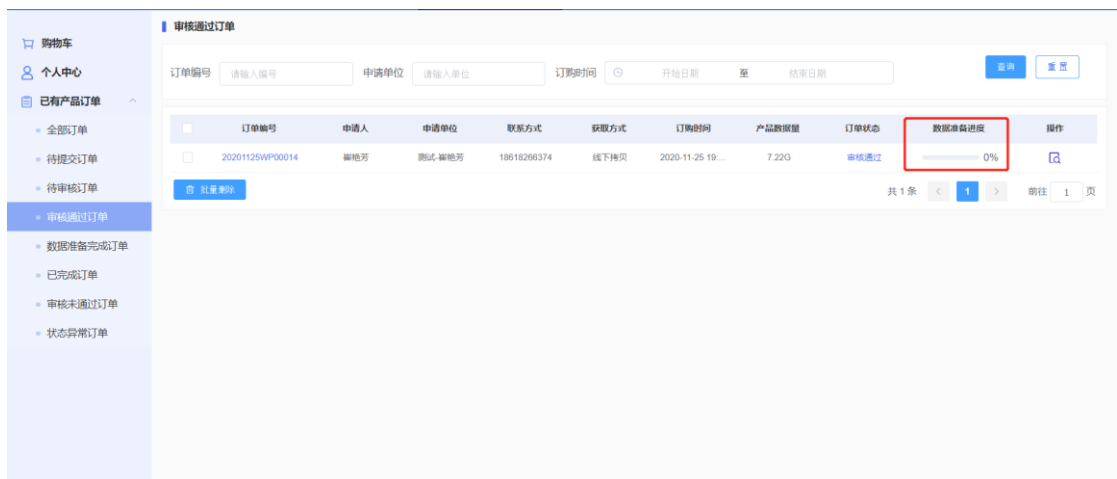 审核通过订单
购物车
个人中心
已有产品订单
全部订单
待提交订单
待审核订单
审核通过订单
数据准备完成订单
已完成订单
审核未通过订单
状态异常订单
订单编号 请输入编号 申请单位 请输入单位 订购时间 开始日期 至 结束日期 查询 重置
订单编号 申请人 申请单位 联系方式 获取方式 订购时间 产品数据量 订单状态 数据准备进度 操作
20201125WP00014 崔艳芳 测试-崔艳芳 18618266374 线下拷贝 2020-11-25 19:... 7.22G 审核通过 0%
批量删除 共 1 条 < 1 > 前往 1 页